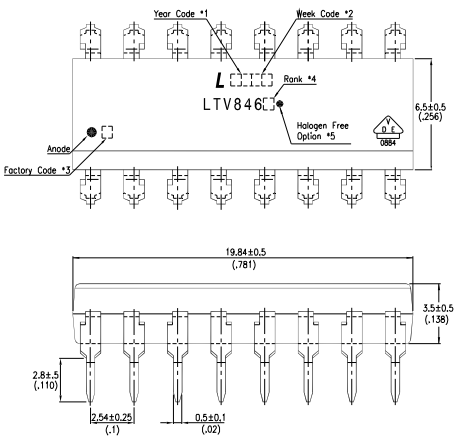 Year Code *1
Week Code *2
L
Rank *4
LTV846
Halogen Free
Option *5
V
D E
0884
Anode
Factory Code *3
6.5±0.5
(.256)
19.84±0.5
(.781)
3.5±0.5
(.138)
2.8±.5
(.110)
2.54±0.25
(.1)
0.5±0.1
(.02)